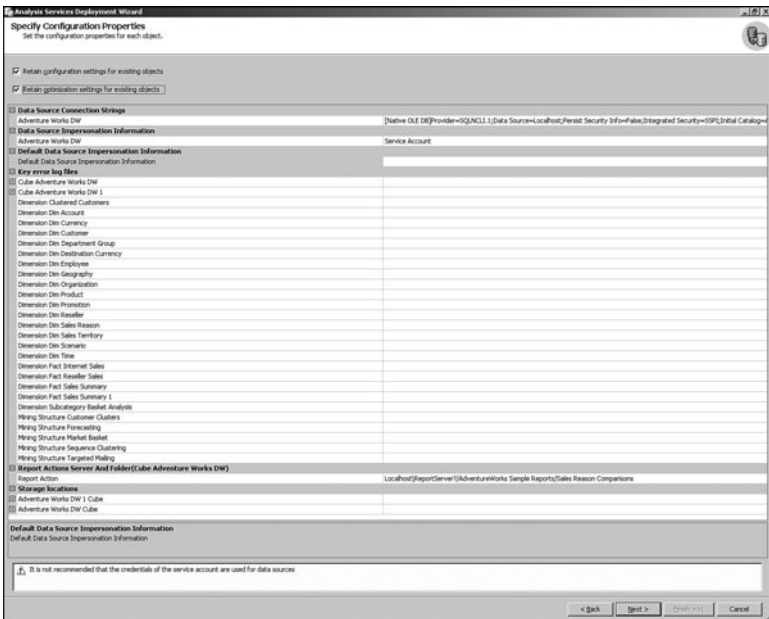 Analysis Services Deployment Wizard
Specify Configuration Properties
Set the configuration properties for each object.
Retain configuration settings for existing objects
Retain optimization settings for existing objects
Data Source Connection Strings
Adventure Works DW [Native OLE DB]Provider=SQLNCLI.1;Data Source=Localhost;Persist Security Info=False;Integrated Security=SSPI;Initial Catalog=
Data Source Impersonation Information
Adventure Works DW Service Account
Default Data Source Impersonation Information
Default Data Source Impersonation Information
Key error log files
Cube Adventure Works DW
Cube Adventure Works DW 1
Dimension Clustered Customers
Dimension Dim Account
Dimension Dim Currency
Dimension Dim Customer
Dimension Dim Department Group
Dimension Dim Destination Currency
Dimension Dim Employee
Dimension Dim Geography
Dimension Dim Organization
Dimension Dim Product
Dimension Dim Promotion
Dimension Dim Reseller
Dimension Dim Sales Reason
Dimension Dim Sales Territory
Dimension Dim Scenario
Dimension Dim Time
Dimension Fact Internet Sales
Dimension Fact Reseller Sales
Dimension Fact Sales Summary
Dimension Fact Sales Summary 1
Dimension Subcategory Basket Analysis
Mining Structure Customer Clusters
Mining Structure Forecasting
Mining Structure Market Basket
Mining Structure Sequence Clustering
Mining Structure Targeted Mailing
Report Actions Server And Folder(Cube Adventure Works DW)
Report Action Localhost\ReportServer?/AdventureWorks Sample Reports/Sales Reason Comparisons
Storage locations
Adventure Works DW 1 Cube
Adventure Works DW Cube
Default Data Source Impersonation Information
Default Data Source Impersonation Information
It is not recommended that the credentials of the service account are used for data sources
< Back Next > Finish >>| Cancel